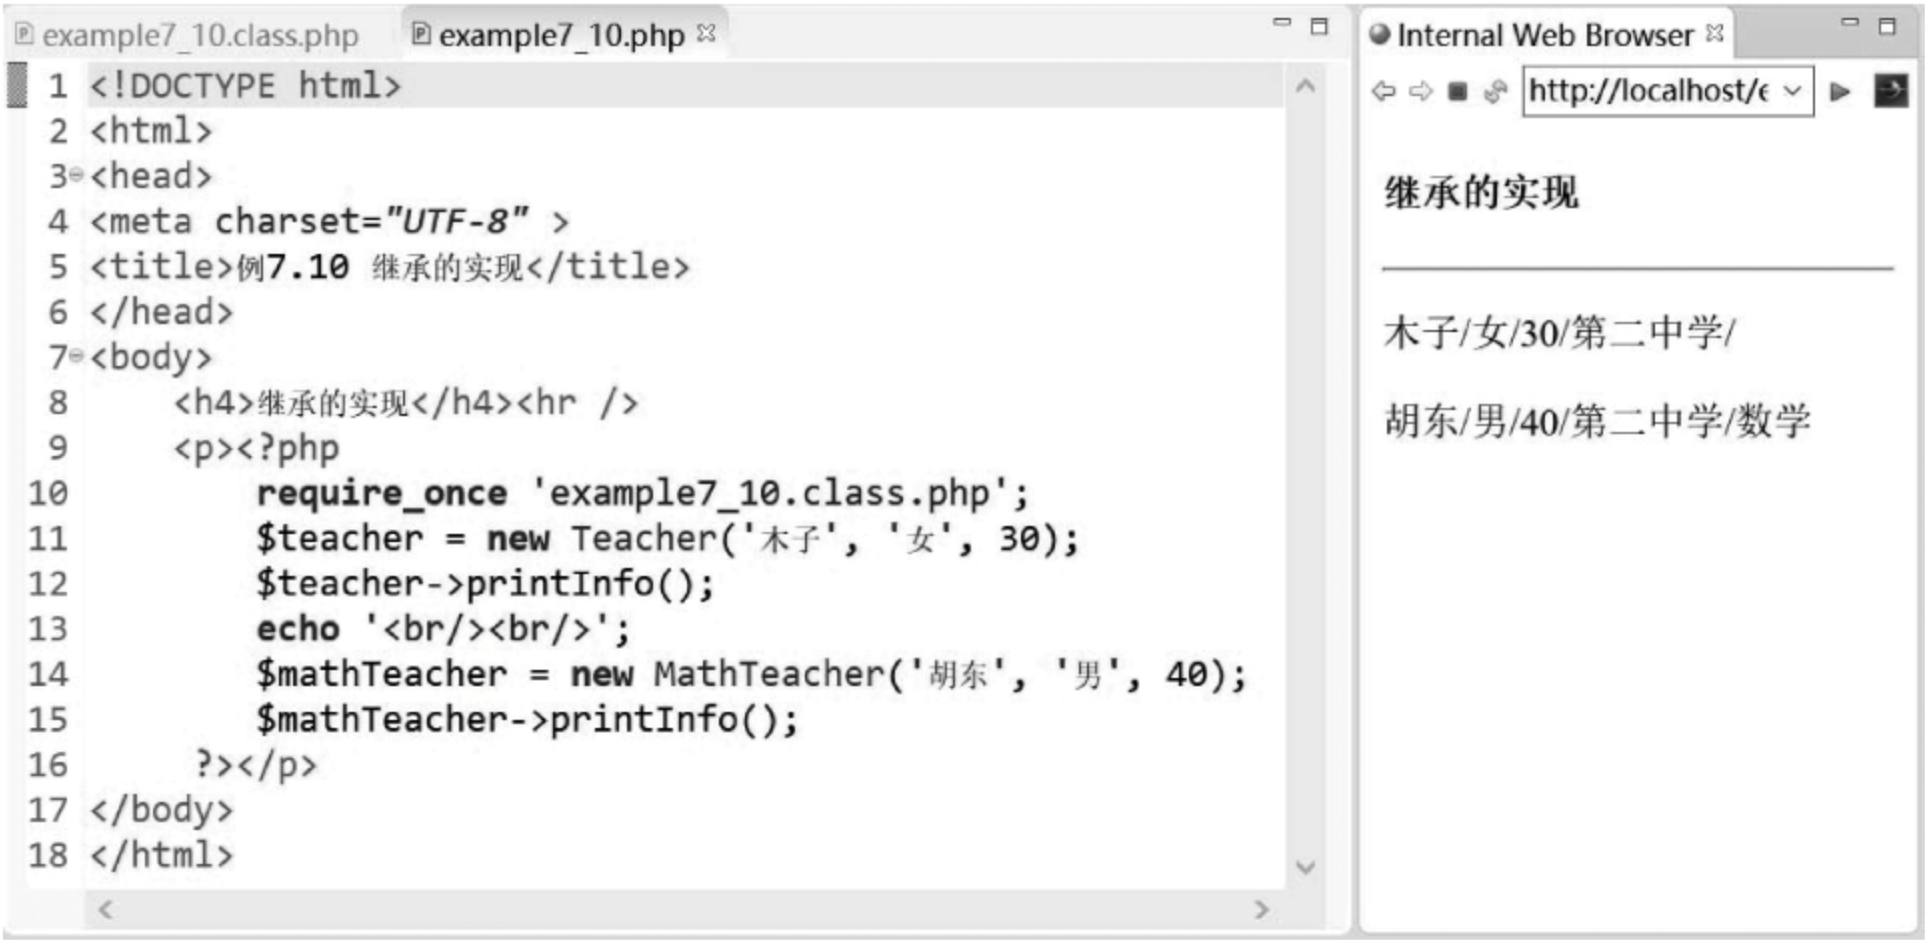 example7_10.class.php
example7_10.php
1 <!DOCTYPE html>
2 <html>
3 <head>
4 <meta charset="UTF-8" >
5 <title>例7.10 继承的实现</title>
6 </head>
7 <body>
8 <h4>继承的实现</h4><hr />
9 <p><?php
10 require_once 'example7_10.class.php';
11 $teacher = new Teacher('木子', '女', 30);
12 $teacher->printInfo();
13 echo '<br/><br/>';
14 $mathTeacher = new MathTeacher('胡东', '男', 40);
15 $mathTeacher->printInfo();
16 ?></p>
17 </body>
18 </html>
Internal Web Browser
http://localhost/e
继承的实现
木子/女/30/第二中学/
胡东/男/40/第二中学/数学